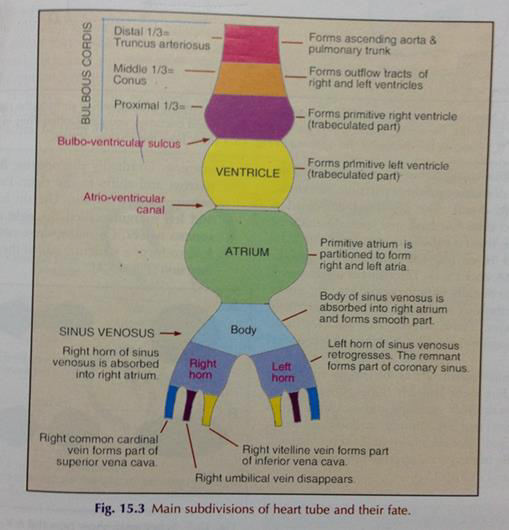 BULBOUS CORDIS
Distal 1/3=
Truncus arteriosus
Forms ascending aorta &
pulmonary trunk
Middle 1/3=
Conus
Forms outflow tracts of
right and left ventricles
Proximal 1/3=
Forms primitive right ventricle
(trabeculated part)
Bulbo-ventricular sulcus
VENTRICLE
Forms primitive left ventricle
(trabeculated part)
Atrio-ventricular
canal
ATRIUM
Primitive atrium is
partitioned to form
right and left atria.
Body of sinus venosus is
absorbed into right atrium
and forms smooth part.
SINUS VENOSUS
Body
Right horn of sinus
venosus is absorbed
into right atrium.
Right
horn
Left
horn
Left horn of sinus venosus
retrogresses. The remnant
forms part of coronary sinus.
Right common cardinal
vein forms part of
superior vena cava.
Right vitelline vein forms part
of inferior vena cava.
Right umbilical vein disappears.
Fig. 15.3 Main subdivisions of heart tube and their fate.